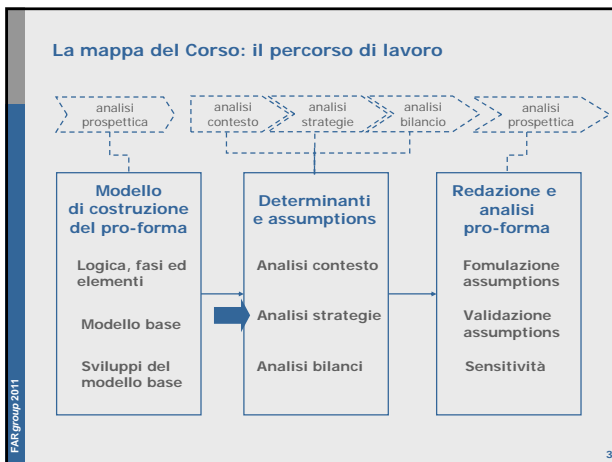 La mappa del Corso: il percorso di lavoro
analisi
prospettica
analisi
contesto
analisi
strategie
analisi
bilancio
analisi
prospettica
Modello
di costruzione
del pro-forma
Logica, fasi ed
elementi
Modello base
Sviluppi del
modello base
Determinanti
e assumptions
Analisi contesto
Analisi strategie
Analisi bilanci
Redazione e
analisi
pro-forma
Fomulazione
assumptions
Validazione
assumptions
Sensitività
FARgroup 2011
3